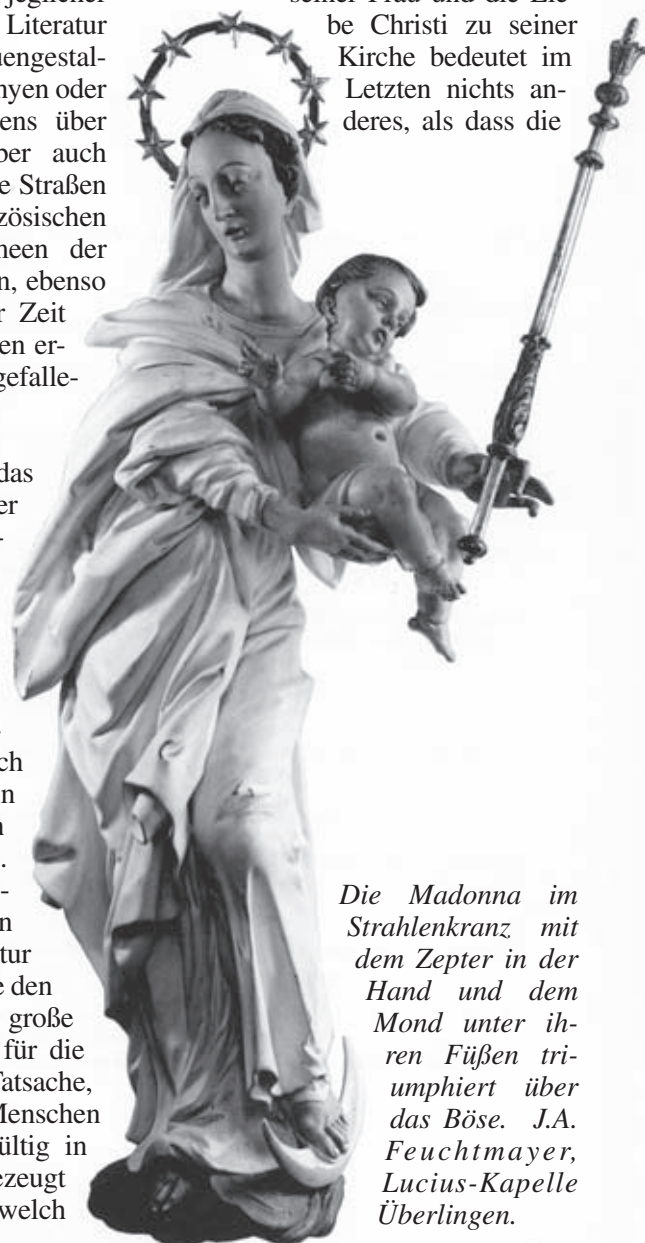 jeglicher
Literatur
uengestal-
nyen oder
ens über
ber auch
e Straßen
zösischen
neen der
n, ebenso
r Zeit
en er-
gefalle-
das
er
-
ch
n
n
.
-
n
tur
e den
große
für die
Tatsache,
Menschen
ültig in
ezeugt
welch
seiner Frau und die Lie-
be Christi zu seiner
Kirche bedeutet im
Letzten nichts an-
deres, als dass die
Die Madonna im
Strahlenkranz mit
dem Zepter in der
Hand und dem
Mond unter ih-
ren Füßen tri-
umphiert über
das Böse. J.A.
Feuchtmayer,
Lucius-Kapelle
Überlingen.